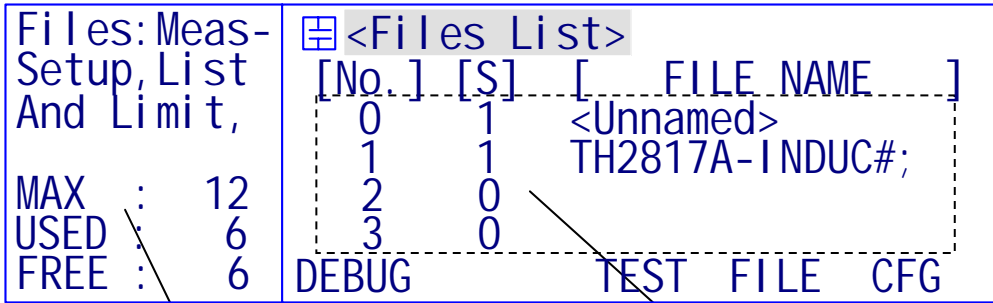 Files:Meas-
Setup,List
And Limit,
MAX : 12
USED : 6
FREE : 6
<Files List>
[No.] [S] [ FILE NAME ]
0 1 <Unnamed>
1 1 TH2817A-INDUC#;
2 0
3 0
DEBUG TEST FILE CFG